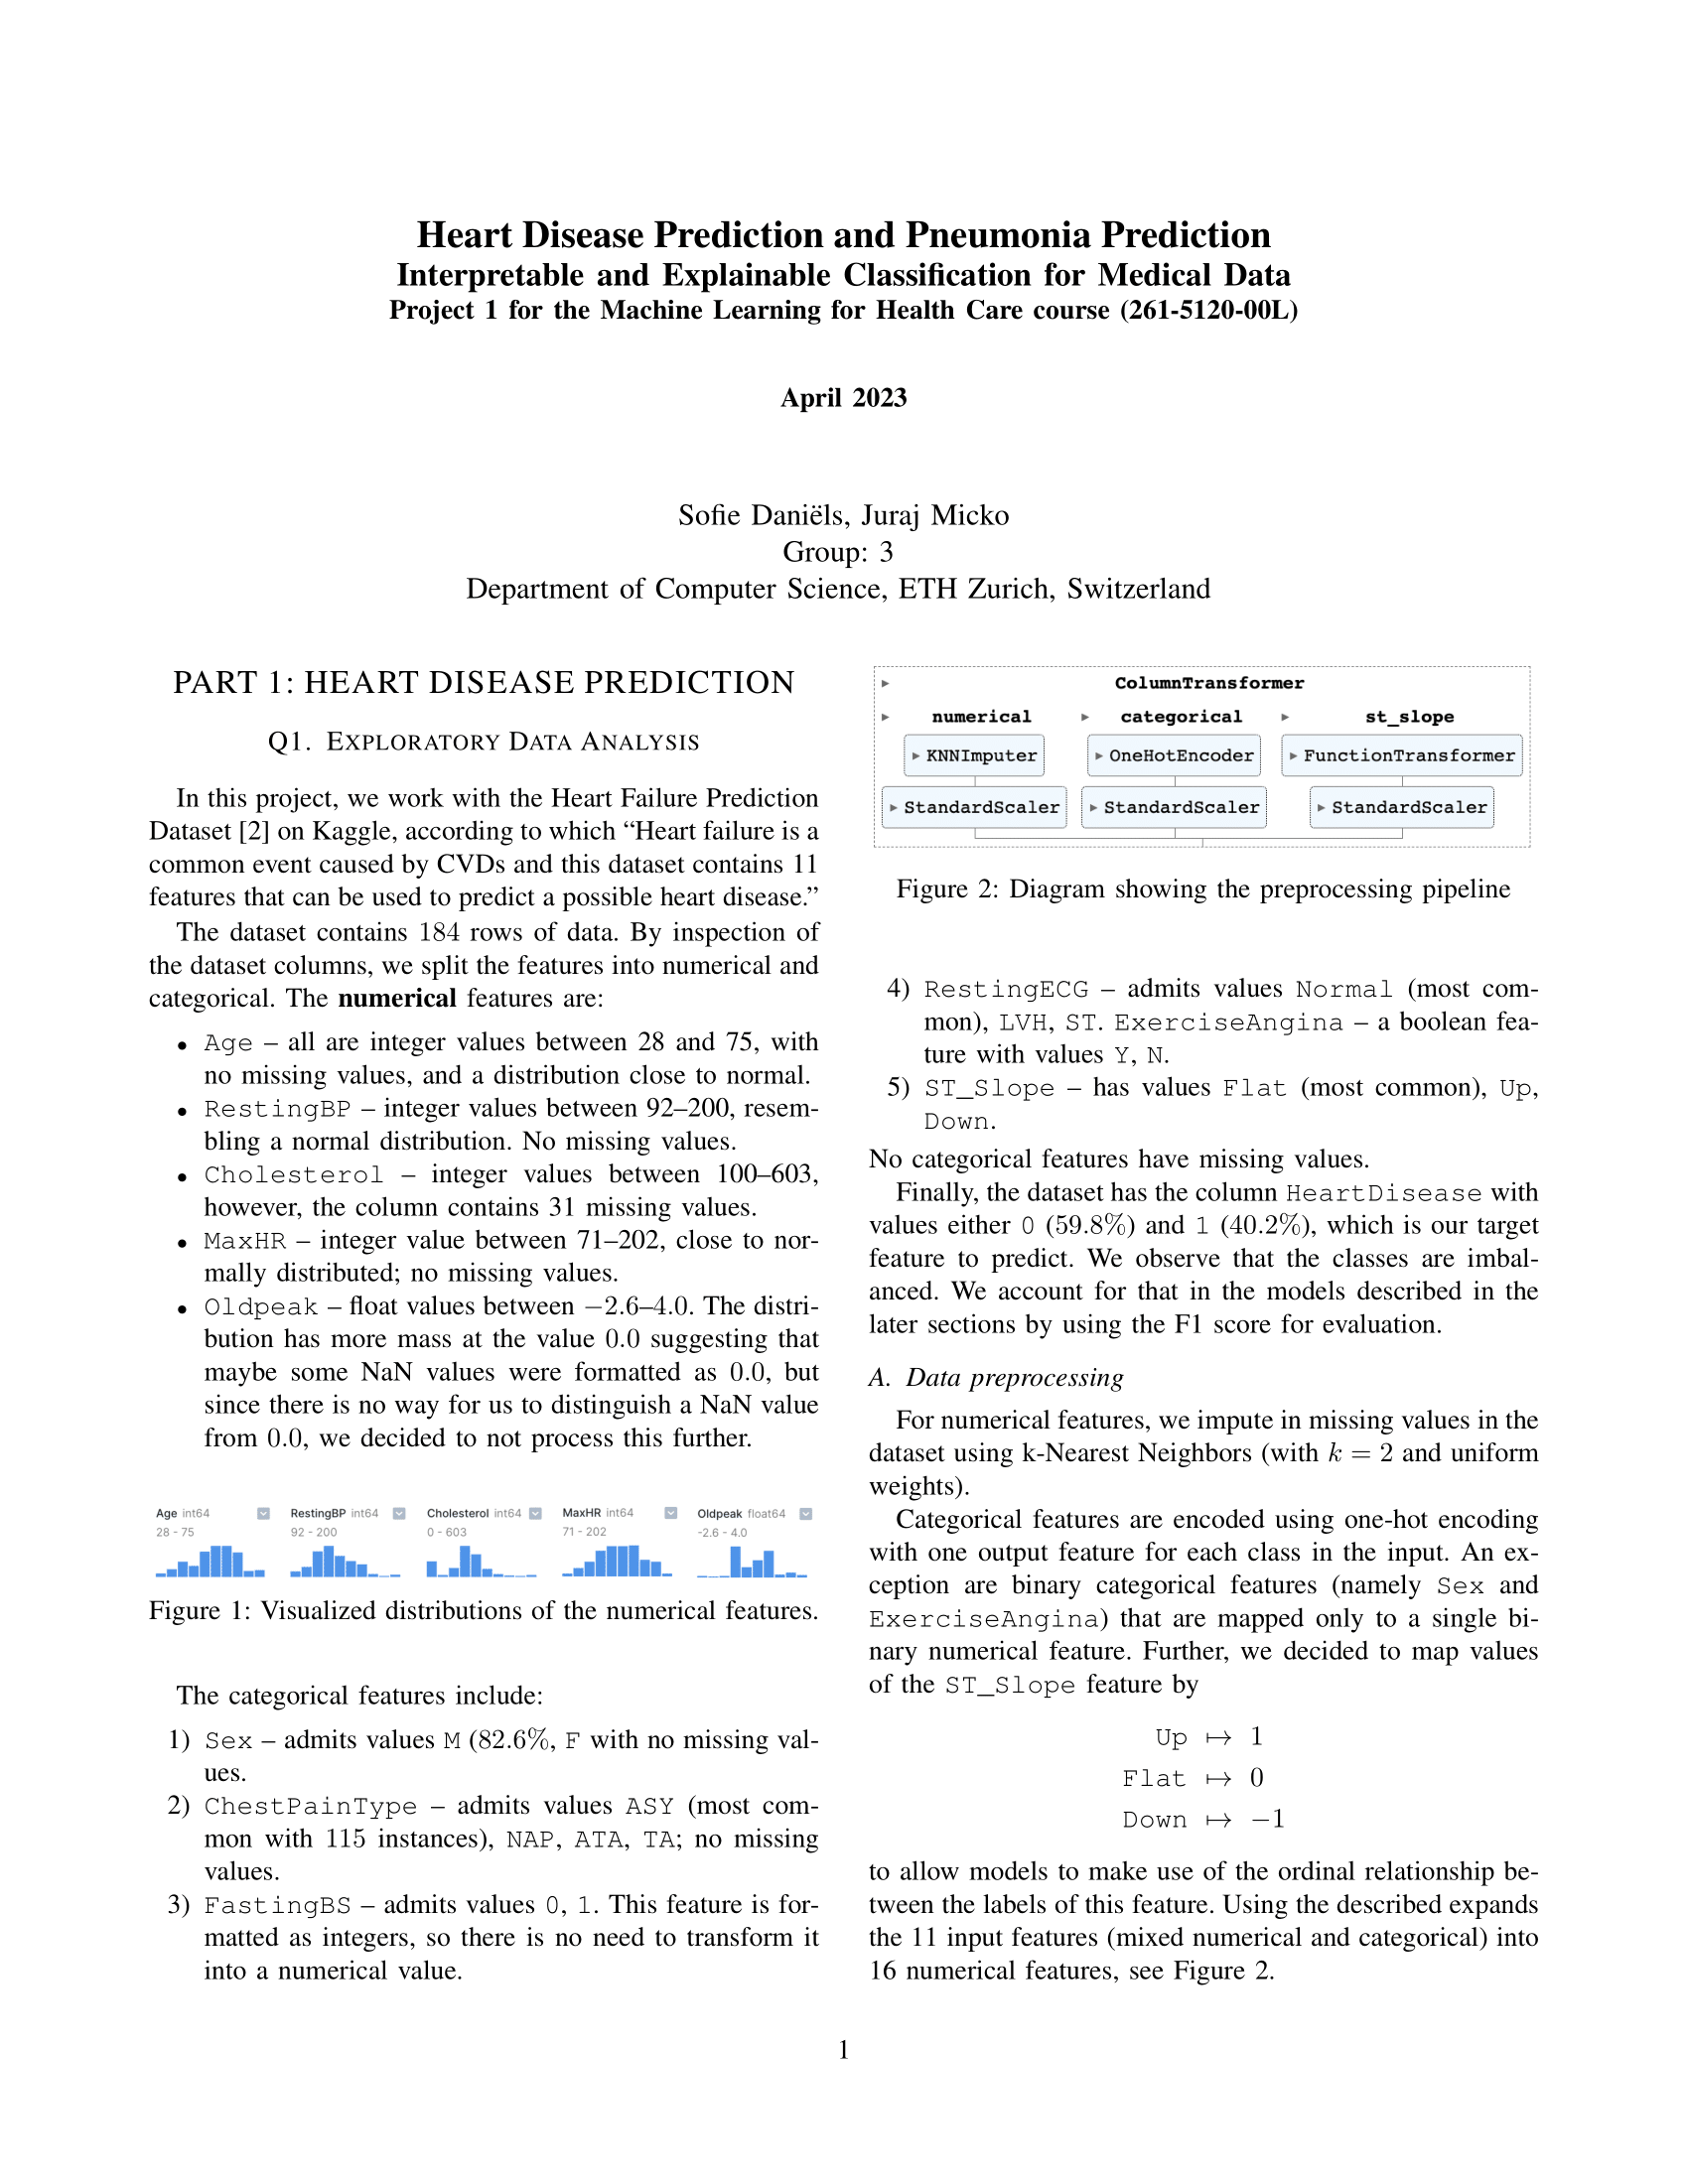 Heart Disease Prediction and Pneumonia Prediction
Interpretable and Explainable Classification for Medical Data
Project 1 for the Machine Learning for Health Care course (261-5120-00L)
April 2023
Sofie Daniëls, Juraj Micko
Group: 3
Department of Computer Science, ETH Zurich, Switzerland
PART 1: HEART DISEASE PREDICTION
Q1. EXPLORATORY DATA ANALYSIS
In this project, we work with the Heart Failure Prediction
Dataset [2] on Kaggle, according to which “Heart failure is a
common event caused by CVDs and this dataset contains 11
features that can be used to predict a possible heart disease.”
The dataset contains 184 rows of data. By inspection of
the dataset columns, we split the features into numerical and
categorical. The numerical features are:
• Age – all are integer values between 28 and 75, with
no missing values, and a distribution close to normal.
• RestingBP – integer values between 92–200, resem-
bling a normal distribution. No missing values.
• Cholesterol – integer values between 100–603,
however, the column contains 31 missing values.
• MaxHR – integer value between 71–202, close to nor-
mally distributed; no missing values.
• Oldpeak – float values between −2.6–4.0. The distri-
bution has more mass at the value 0.0 suggesting that
maybe some NaN values were formatted as 0.0, but
since there is no way for us to distinguish a NaN value
from 0.0, we decided to not process this further.
Age int64 RestingBP int64 Cholesterol int64 MaxHR int64 Oldpeak float64
28 - 75 92 - 200 0 - 603 71 - 202 -2.6 - 4.0
Figure 1: Visualized distributions of the numerical features.
The categorical features include:
1) Sex – admits values M (82.6%, F with no missing val-
ues.
2) ChestPainType – admits values ASY (most com-
mon with 115 instances), NAP, ATA, TA; no missing
values.
3) FastingBS – admits values 0, 1. This feature is for-
matted as integers, so there is no need to transform it
into a numerical value.
ColumnTransformer
numerical categorical st_slope
KNNImputer OneHotEncoder FunctionTransformer
StandardScaler StandardScaler StandardScaler
Figure 2: Diagram showing the preprocessing pipeline
4) RestingECG – admits values Normal (most com-
mon), LVH, ST. ExerciseAngina – a boolean fea-
ture with values Y, N.
5) ST_Slope – has values Flat (most common), Up,
Down.
No categorical features have missing values.
Finally, the dataset has the column HeartDisease with
values either 0 (59.8%) and 1 (40.2%), which is our target
feature to predict. We observe that the classes are imbal-
anced. We account for that in the models described in the
later sections by using the F1 score for evaluation.
A. Data preprocessing
For numerical features, we impute in missing values in the
dataset using k-Nearest Neighbors (with k = 2 and uniform
weights).
Categorical features are encoded using one-hot encoding
with one output feature for each class in the input. An ex-
ception are binary categorical features (namely Sex and
ExerciseAngina) that are mapped only to a single bi-
nary numerical feature. Further, we decided to map values
of the ST_Slope feature by
Up ↦ 1
Flat ↦ 0
Down ↦ −1
to allow models to make use of the ordinal relationship be-
tween the labels of this feature. Using the described expands
the 11 input features (mixed numerical and categorical) into
16 numerical features, see Figure 2.
1